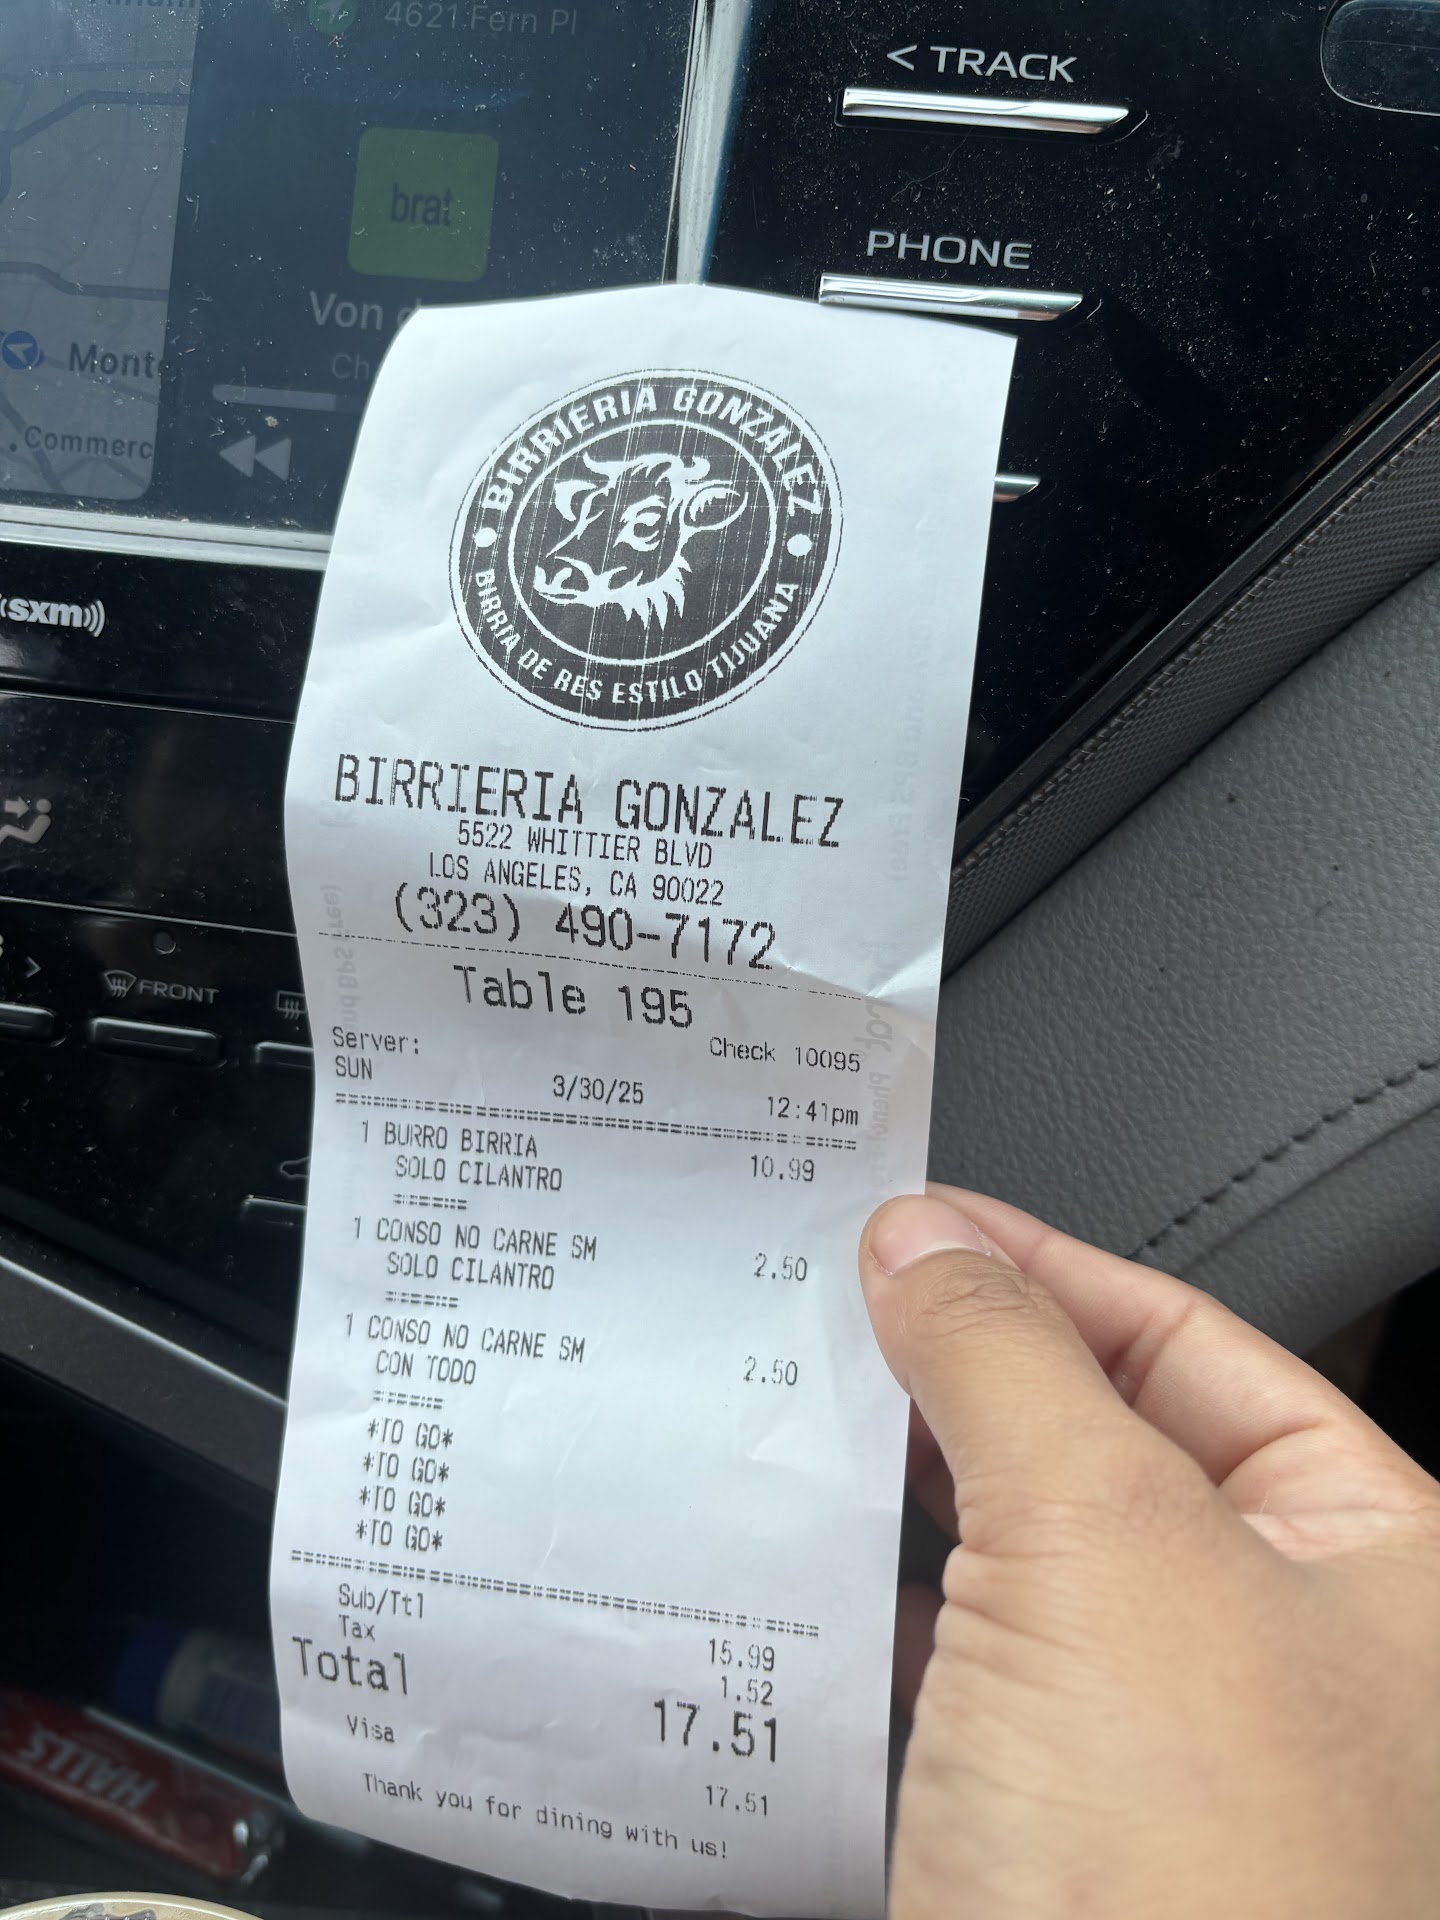 4621 Fern Pl
< TRACK
brat
PHONE
Von
Ch
Mont
Commerc
sxm
FRONT
BIRRIERIA GONZALEZ
BIRRIA DE RES ESTILO TIJUANA
BIRRIERIA GONZALEZ
5522 WHITTIER BLVD
LOS ANGELES, CA 90022
(323) 490-7172
Table 195
Server: Check 10095
SUN 3/30/25 12:41pm
1 BURRO BIRRIA 10.99
SOLO CILANTRO
======
1 CONSO NO CARNE SM 2.50
SOLO CILANTRO
======
1 CONSO NO CARNE SM 2.50
CON TODO
======
*TO GO*
*TO GO*
*TO GO*
*TO GO*
Sub/Ttl 15.99
Tax 1.52
Total 17.51
Visa 17.51
Thank you for dining with us!
HALLS